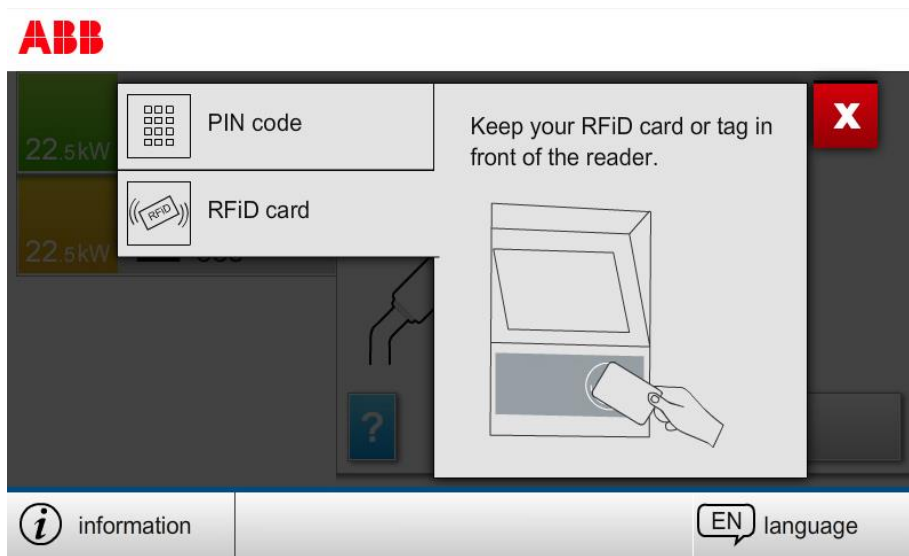 ABB
PIN code
RFiD card
22.5kW
22.5kW
Keep your RFiD card or tag in
front of the reader.
RFiD
X
?
information
EN language